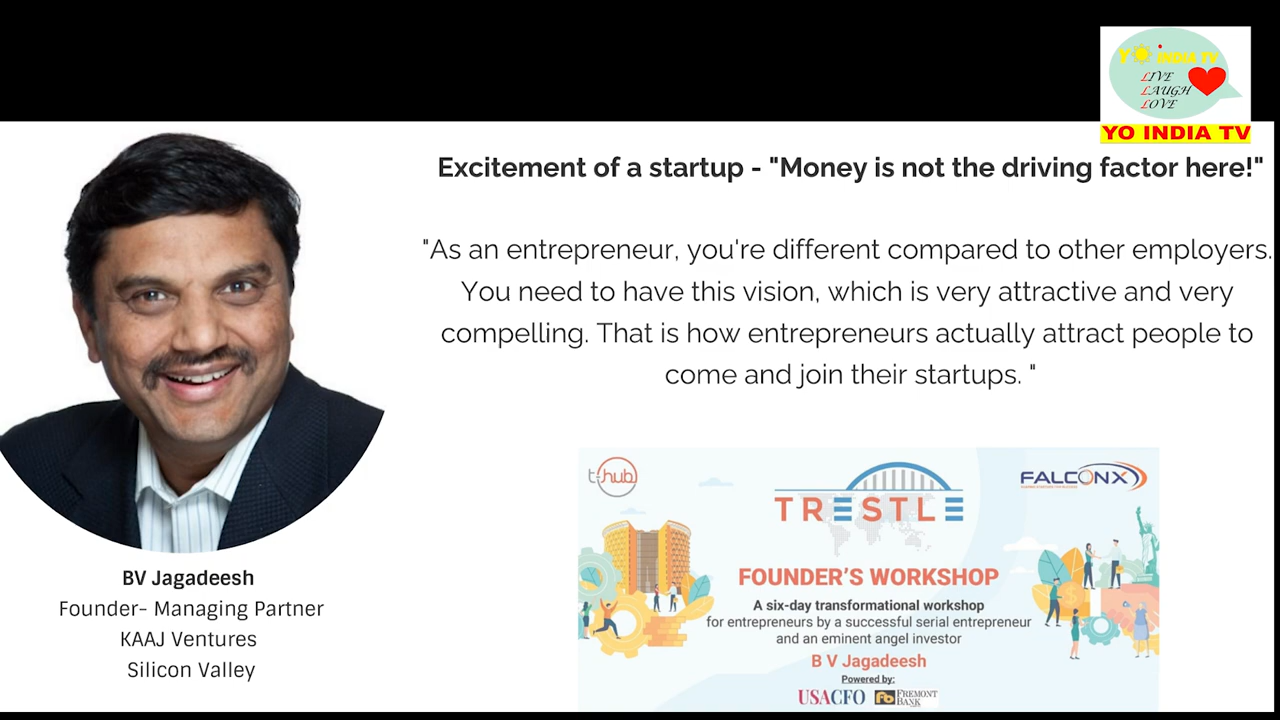 YO INDIA TV
LIVE
LAUGH
LOVE
YO INDIA TV
Excitement of a startup - "Money is not the driving factor here!"
"As an entrepreneur, you're different compared to other employers.
You need to have this vision, which is very attractive and very
compelling. That is how entrepreneurs actually attract people to
come and join their startups. "
BV Jagadeesh
Founder- Managing Partner
KAAJ Ventures
Silicon Valley
t-hub
TRESTLE
FALCONX
FOUNDER'S WORKSHOP
A six-day transformational workshop
for entrepreneurs by a successful serial entrepreneur
and an eminent angel investor
B V Jagadeesh
Powered by:
USACFO
FREMONT
BANK